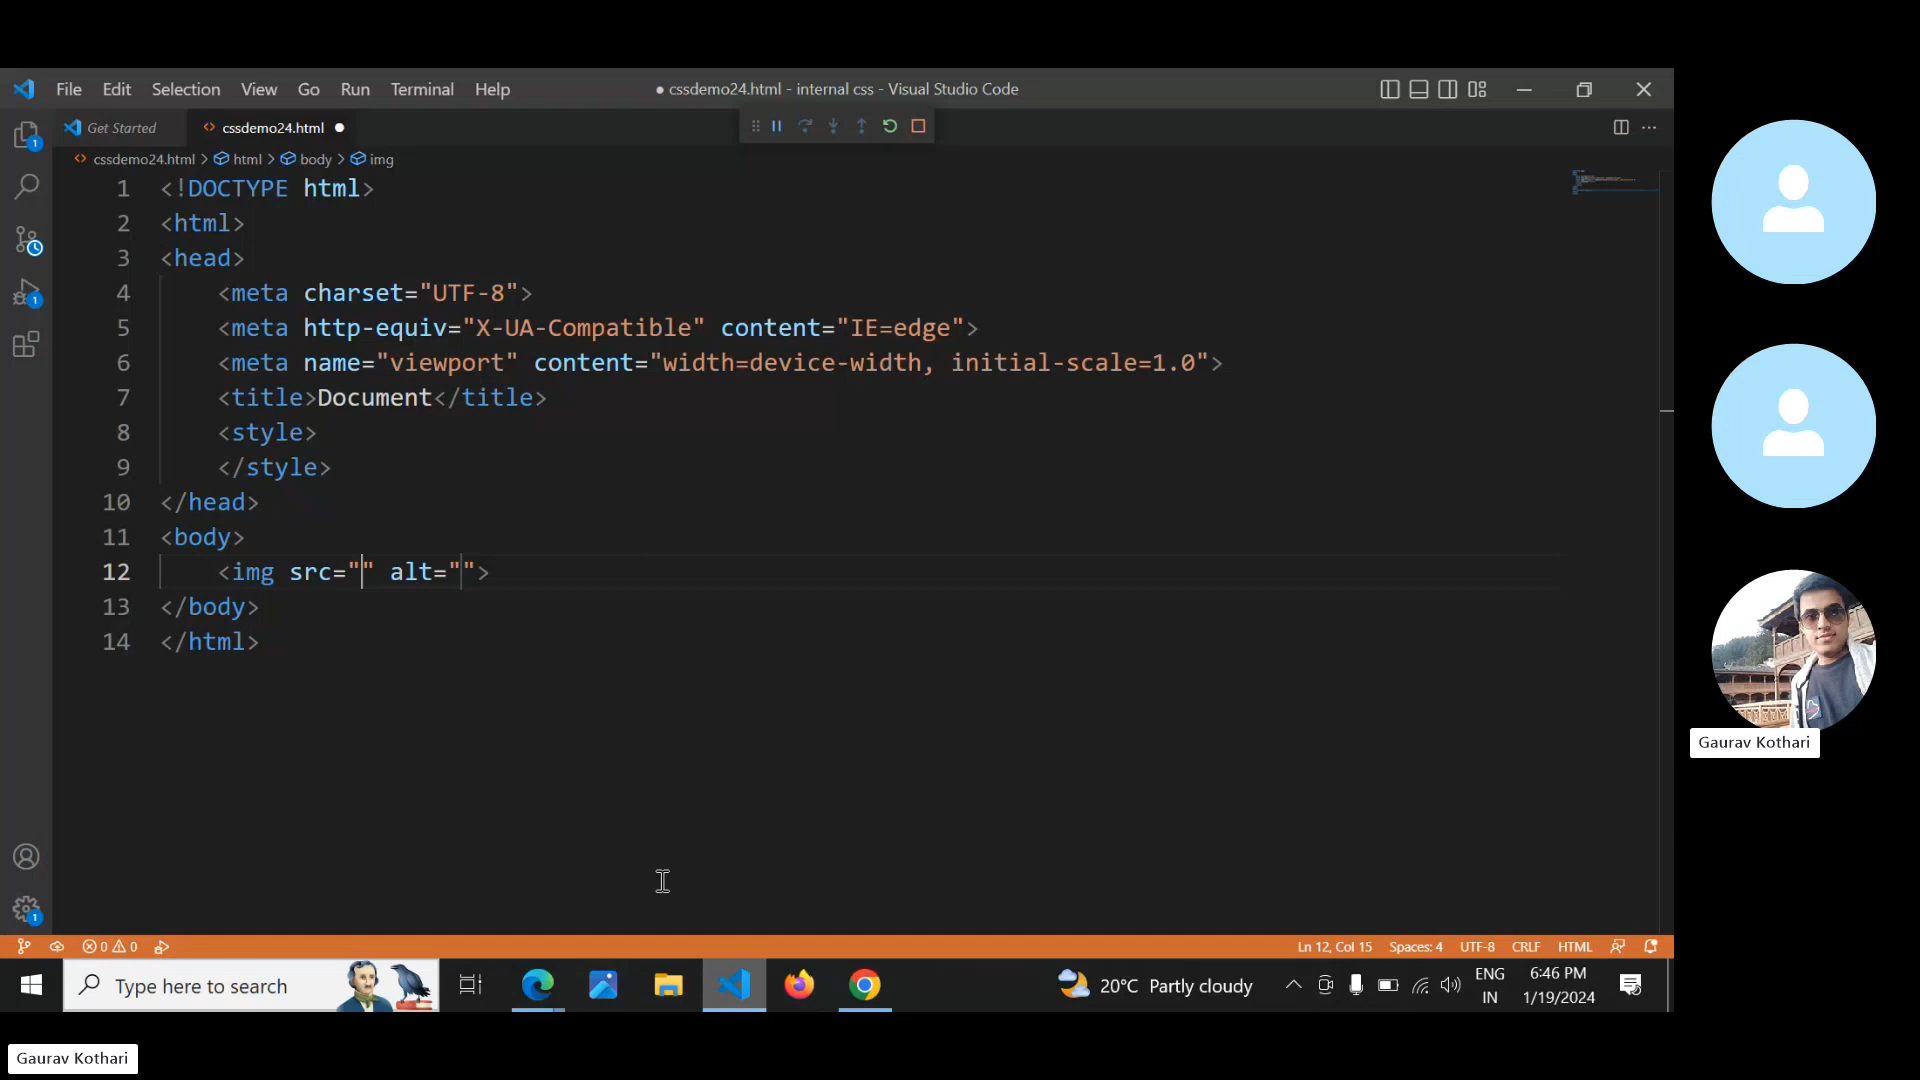 File Edit Selection View Go Run Terminal Help
● cssdemo24.html - internal css - Visual Studio Code
Get Started
cssdemo24.html ●
cssdemo24.html > html > body > img
1 <!DOCTYPE html>
2 <html>
3 <head>
4 <meta charset="UTF-8">
5 <meta http-equiv="X-UA-Compatible" content="IE=edge">
6 <meta name="viewport" content="width=device-width, initial-scale=1.0">
7 <title>Document</title>
8 <style>
9 </style>
10 </head>
11 <body>
12 <img src="" alt="">
13 </body>
14 </html>
1
1
1
Gaurav Kothari
0 0
Ln 12, Col 15 Spaces: 4 UTF-8 CRLF HTML
Type here to search
20°C Partly cloudy
ENG
IN
6:46 PM
1/19/2024
Gaurav Kothari